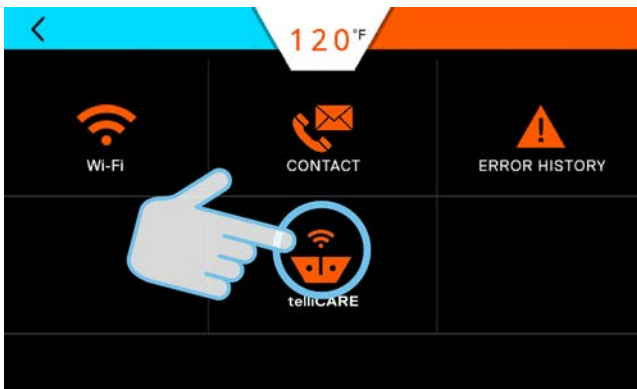 120°F
Wi-Fi
CONTACT
ERROR HISTORY
telliCARE